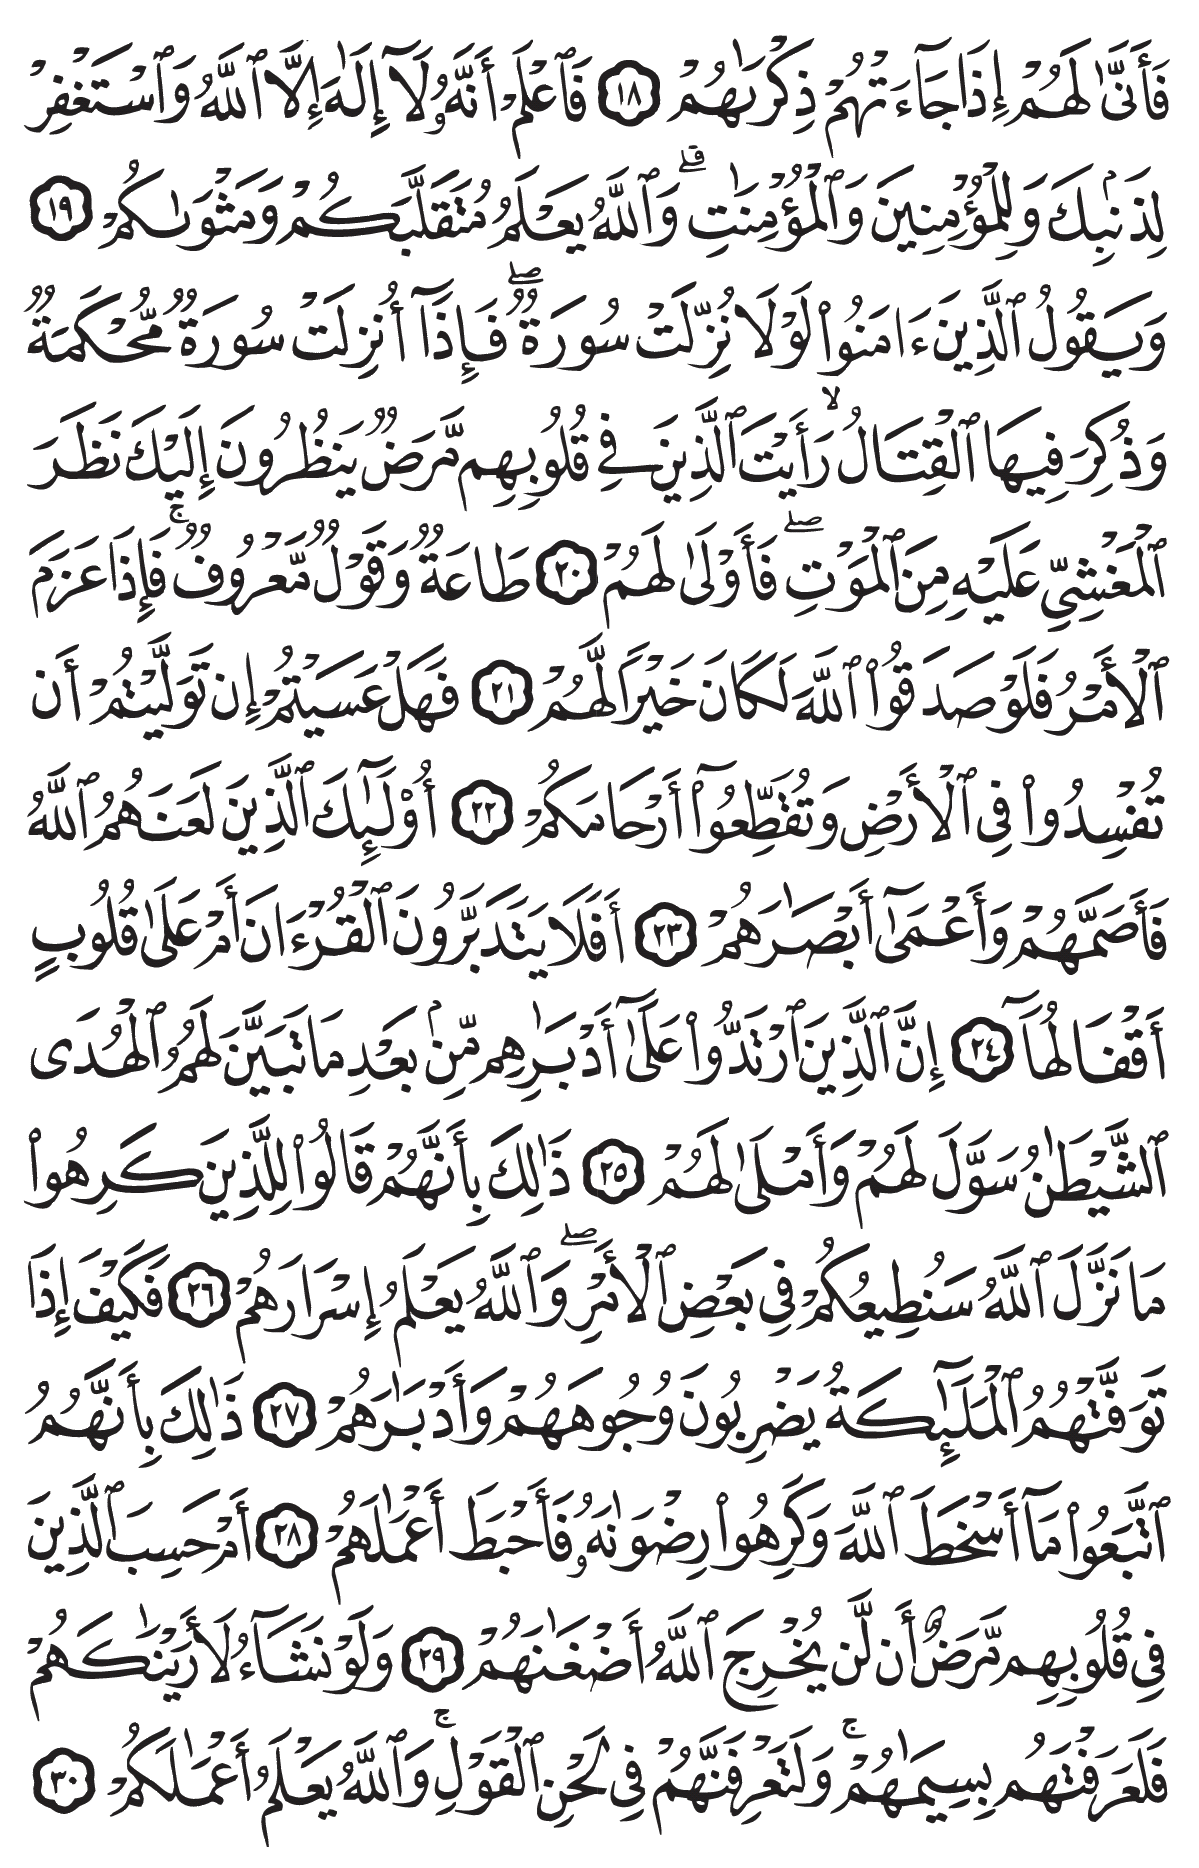 فَأَنَّىٰ لَهُمْ إِذَا جَآءَتْهُمْ ذِكْرَىٰهُمْ ١٨ فَٱعْلَمْ أَنَّهُۥ لَآ إِلَٰهَ إِلَّا ٱللَّهُ وَٱسْتَغْفِرْ
لِذَنۢبِكَ وَلِلْمُؤْمِنِينَ وَٱلْمُؤْمِنَٰتِ ۗ وَٱللَّهُ يَعْلَمُ مُتَقَلَّبَكُمْ وَمَثْوَىٰكُمْ ١٩
وَيَقُولُ ٱلَّذِينَ ءَامَنُوا۟ لَوْلَا نُزِّلَتْ سُورَةٌ ۖ فَإِذَآ أُنزِلَتْ سُورَةٌ مُّحْكَمَةٌ
وَذُكِرَ فِيهَا ٱلْقِتَالُ ۙ رَأَيْتَ ٱلَّذِينَ فِى قُلُوبِهِم مَّرَضٌ يَنظُرُونَ إِلَيْكَ نَظَرَ
ٱلْمَغْشِىِّ عَلَيْهِ مِنَ ٱلْمَوْتِ ۖ فَأَوْلَىٰ لَهُمْ ٢٠ طَاعَةٌ وَقَوْلٌ مَّعْرُوفٌ ۚ فَإِذَا عَزَمَ
ٱلْأَمْرُ فَلَوْ صَدَقُوا۟ ٱللَّهَ لَكَانَ خَيْرًا لَّهُمْ ٢١ فَهَلْ عَسَيْتُمْ إِن تَوَلَّيْتُمْ أَن
تُفْسِدُوا۟ فِى ٱلْأَرْضِ وَتُقَطِّعُوٓا۟ أَرْحَامَكُمْ ٢٢ أُو۟لَٰٓئِكَ ٱلَّذِينَ لَعَنَهُمُ ٱللَّهُ
فَأَصَمَّهُمْ وَأَعْمَىٰٓ أَبْصَٰرَهُمْ ٢٣ أَفَلَا يَتَدَبَّرُونَ ٱلْقُرْءَانَ أَمْ عَلَىٰ قُلُوبٍ
أَقْفَالُهَآ ٢٤ إِنَّ ٱلَّذِينَ ٱرْتَدُّوا۟ عَلَىٰٓ أَدْبَٰرِهِم مِّنۢ بَعْدِ مَا تَبَيَّنَ لَهُمُ ٱلْهُدَى
ٱلشَّيْطَٰنُ سَوَّلَ لَهُمْ وَأَمْلَىٰ لَهُمْ ٢٥ ذَٰلِكَ بِأَنَّهُمْ قَالُوا۟ لِلَّذِينَ كَرِهُوا۟
مَا نَزَّلَ ٱللَّهُ سَنُطِيعُكُمْ فِى بَعْضِ ٱلْأَمْرِ ۖ وَٱللَّهُ يَعْلَمُ إِسْرَارَهُمْ ٢٦ فَكَيْفَ إِذَا
تَوَفَّتْهُمُ ٱلْمَلَٰٓئِكَةُ يَضْرِبُونَ وُجُوهَهُمْ وَأَدْبَٰرَهُمْ ٢٧ ذَٰلِكَ بِأَنَّهُمُ
ٱتَّبَعُوا۟ مَآ أَسْخَطَ ٱللَّهَ وَكَرِهُوا۟ رِضْوَٰنَهُۥ فَأَحْبَطَ أَعْمَٰلَهُمْ ٢٨ أَمْ حَسِبَ ٱلَّذِينَ
فِى قُلُوبِهِم مَّرَضٌ أَن لَّن يُخْرِجَ ٱللَّهُ أَضْغَٰنَهُمْ ٢٩ وَلَوْ نَشَآءُ لَأَرَيْنَٰكَهُمْ
فَلَعَرَفْتَهُم بِسِيمَٰهُمْ ۚ وَلَتَعْرِفَنَّهُمْ فِى لَحْنِ ٱلْقَوْلِ ۚ وَٱللَّهُ يَعْلَمُ أَعْمَٰلَكُمْ ٣٠